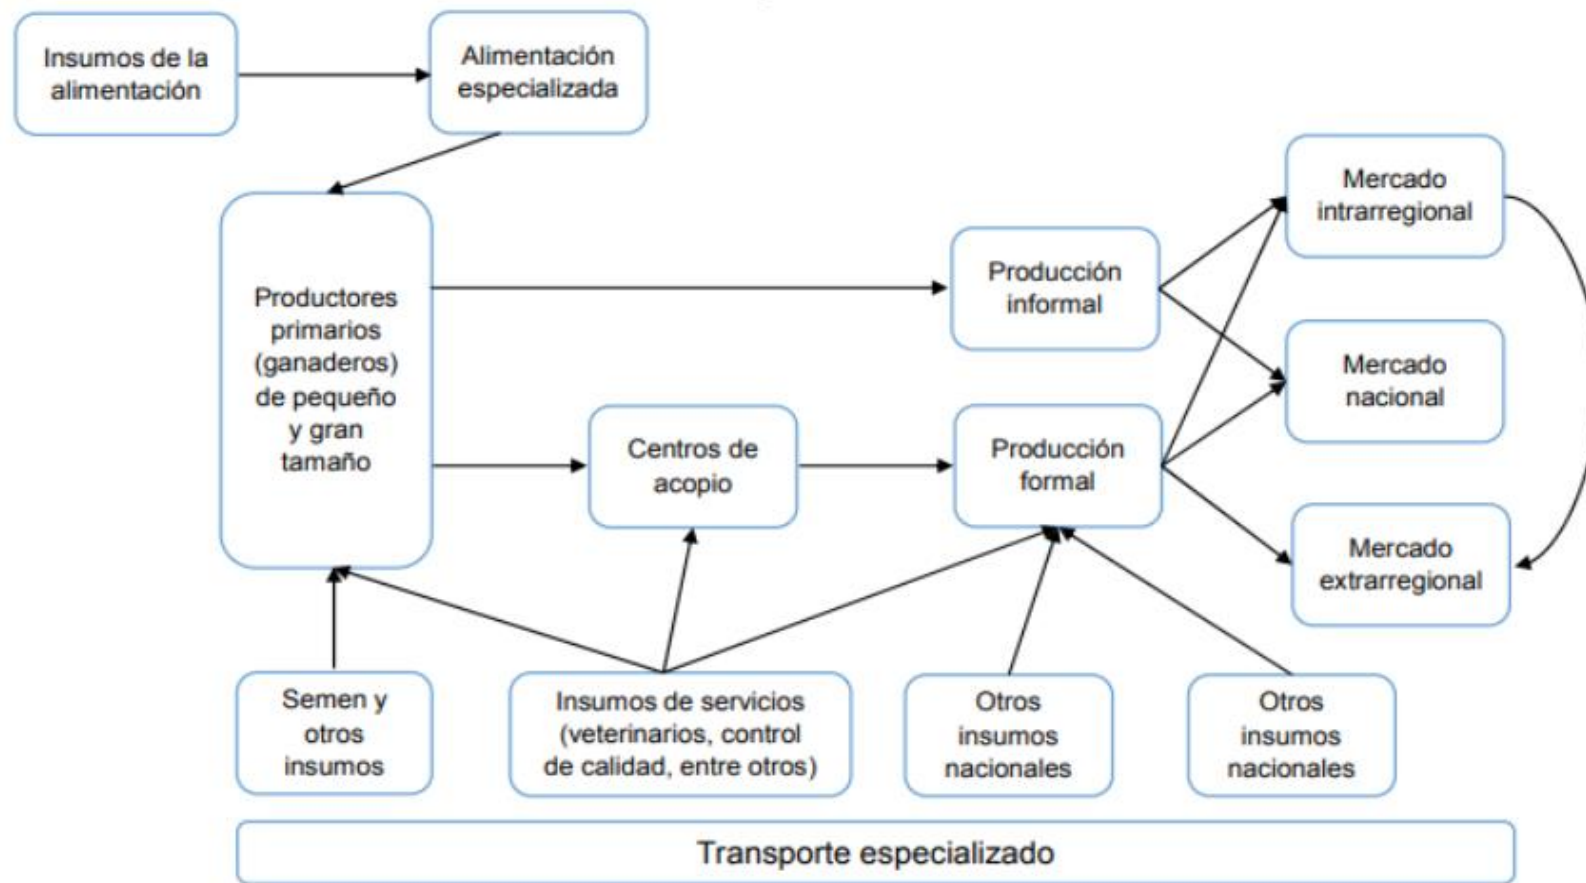 Insumos de la
alimentación
Alimentación
especializada
Productores
primarios
(ganaderos)
de pequeño
y gran
tamaño
Producción
informal
Centros de
acopio
Producción
formal
Mercado
intrarregional
Mercado
nacional
Mercado
extrarregional
Semen y
otros
insumos
Insumos de servicios
(veterinarios, control
de calidad, entre otros)
Otros
insumos
nacionales
Otros
insumos
nacionales
Transporte especializado